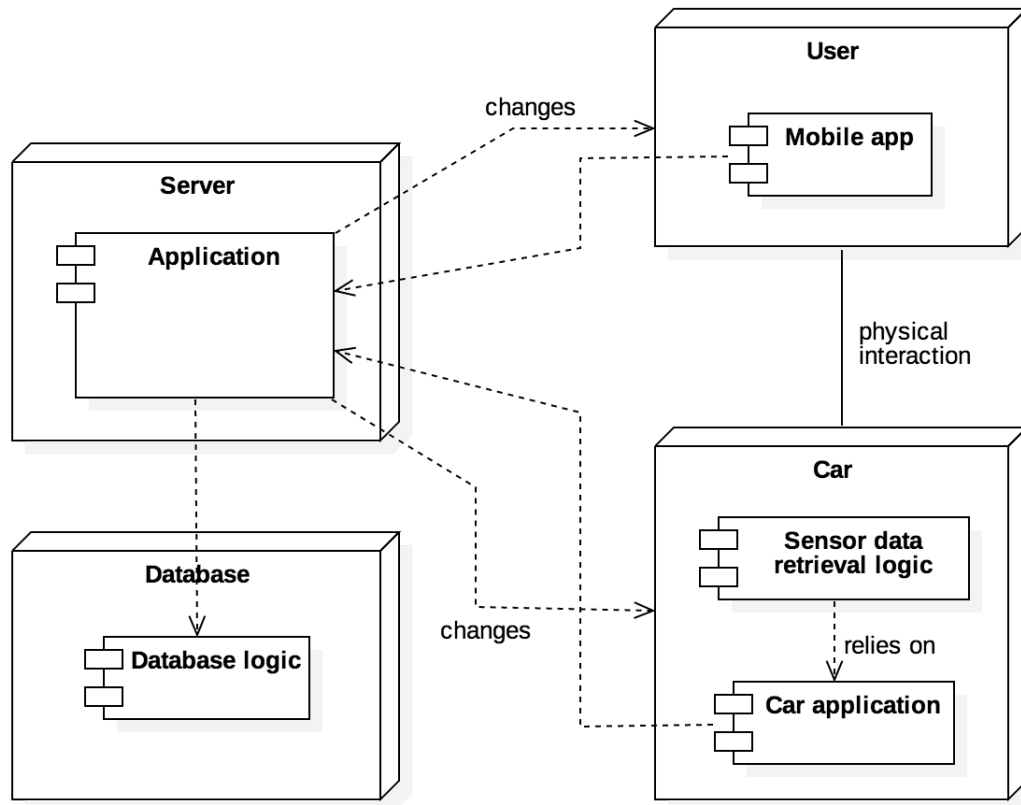 User
changes
Mobile app
Server
Application
physical
interaction
Car
Sensor data
retrieval logic
Database
changes
relies on
Database logic
Car application